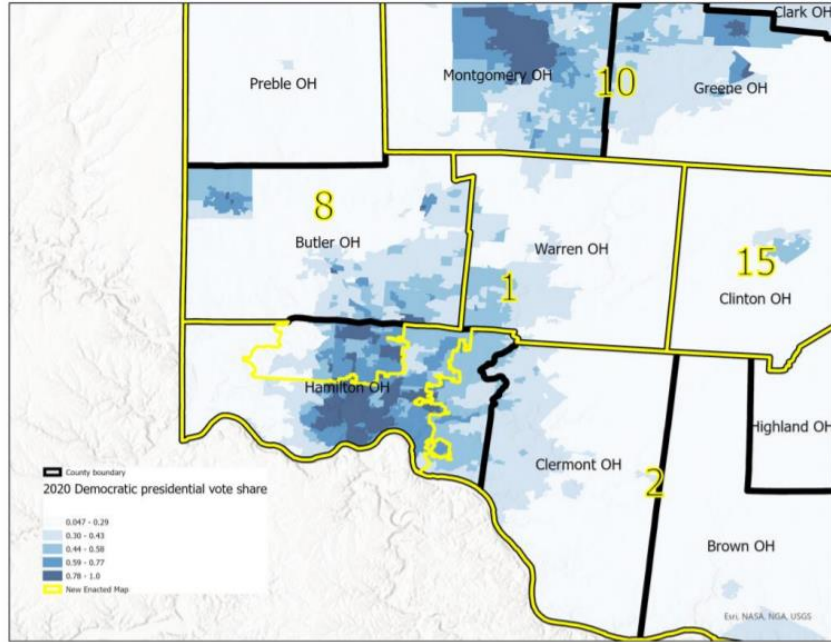 Clark OH
Preble OH
Montgomery OH
10
Greene OH
8
Butler OH
Warren OH
1
15
Clinton OH
Hamilton OH
Highland OH
Clermont OH
2
Brown OH
County boundary
2020 Democratic presidential vote share
0.047 - 0.29
0.30 - 0.43
0.44 - 0.58
0.59 - 0.77
0.78 - 1.0
New Enacted Map
Esri, NASA, NGA, USGS